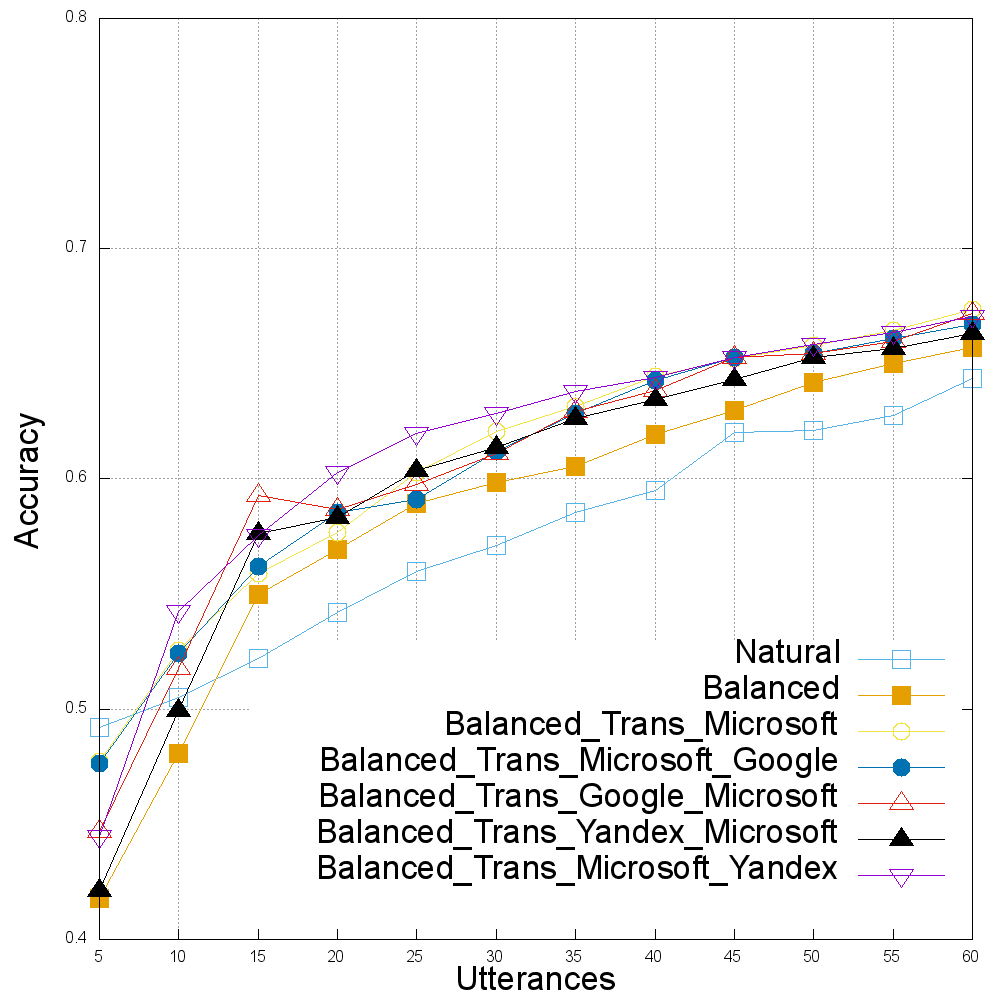 0.8
0.7
0.6
0.5
0.4
Accuracy
Natural
Balanced
Balanced_Trans_Microsoft
Balanced_Trans_Microsoft_Google
Balanced_Trans_Google_Microsoft
Balanced_Trans_Yandex_Microsoft
Balanced_Trans_Microsoft_Yandex
5 10 15 20 25 30 35 40 45 50 55 60
Utterances